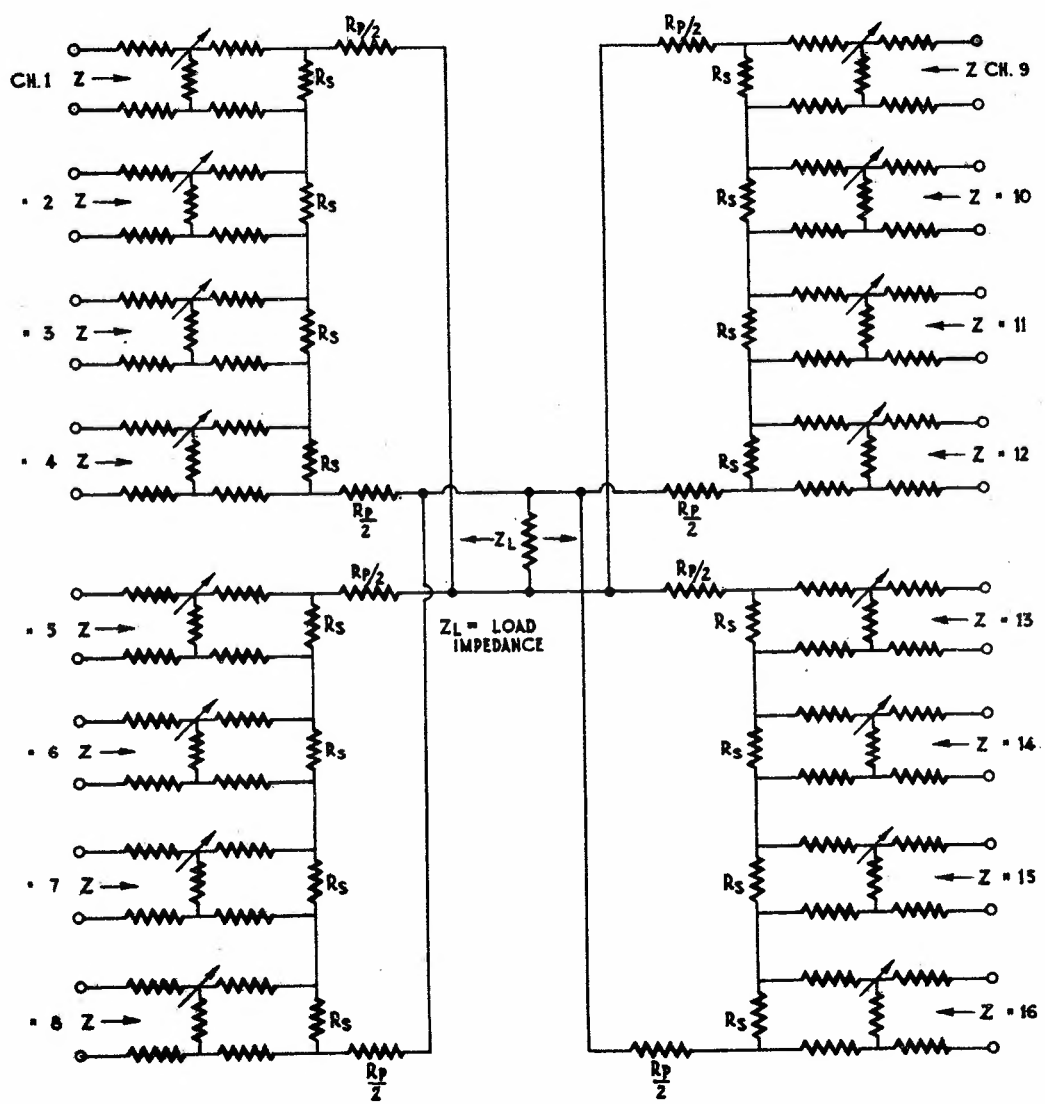 Rp/2
Rp/2
CH.1 Z
Rs
Rs
Z CH. 9
" 2 Z
Rs
Rs
Z " 10
" 3 Z
Rs
Rs
Z " 11
" 4 Z
Rs
Rs
Z " 12
Rp/2
Rp/2
ZL
Rp/2
Rp/2
" 5 Z
Rs
ZL = LOAD
IMPEDANCE
Rs
Z " 13
" 6 Z
Rs
Rs
Z " 14
" 7 Z
Rs
Rs
Z " 15
" 8 Z
Rs
Rs
Z " 16
Rp/2
Rp/2